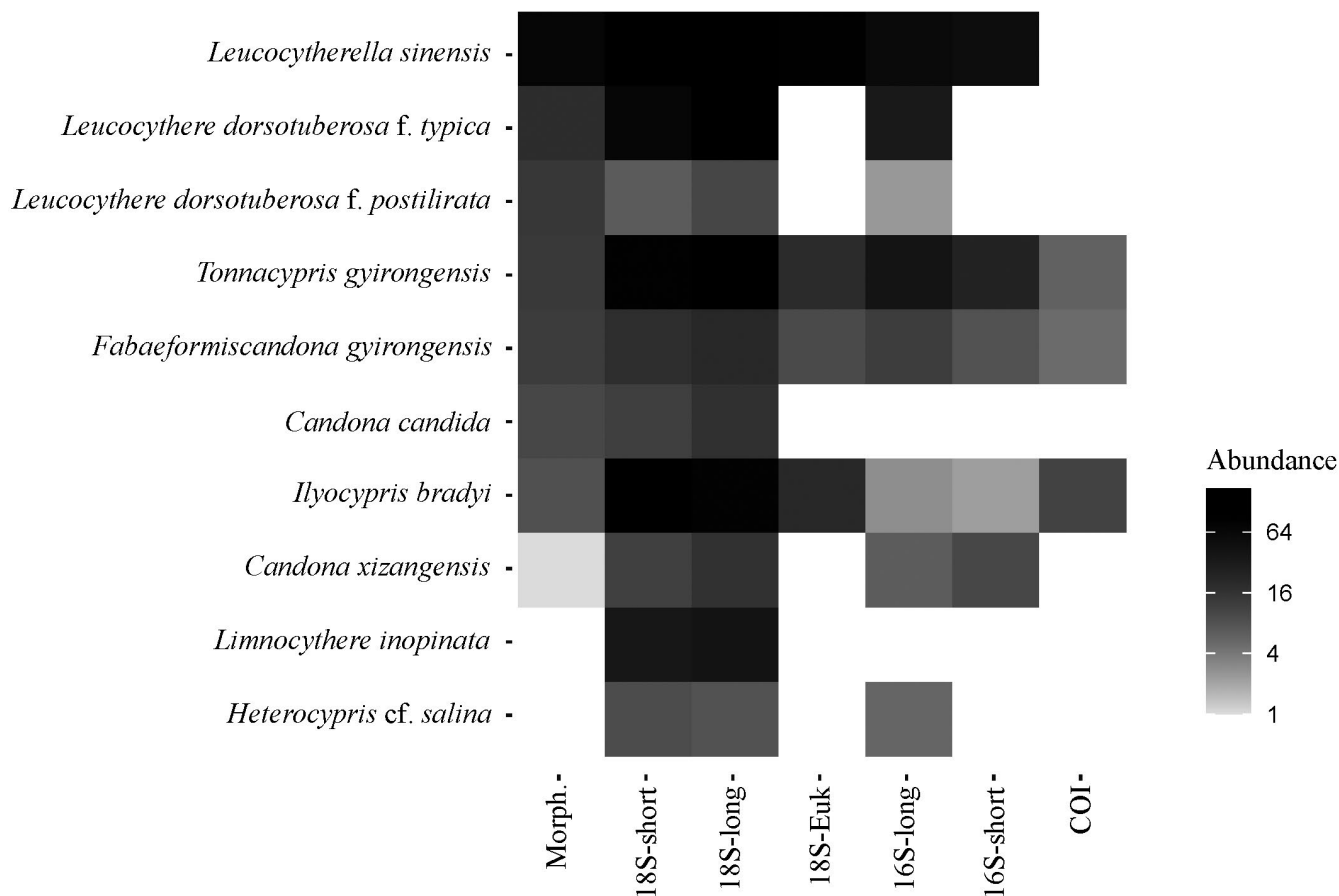 Leucocytherella sinensis
Leucocythere dorsotuberosa f. typica
Leucocythere dorsotuberosa f. postilirata
Tonnacypris gyirongensis
Fabaeformiscandona gyirongensis
Candona candida
Ilyocypris bradyi
Candona xizangensis
Limnocythere inopinata
Heterocypris cf. salina
Morph.
18S-short
18S-long
18S-Euk
16S-long
16S-short
COI
Abundance
64
16
4
1